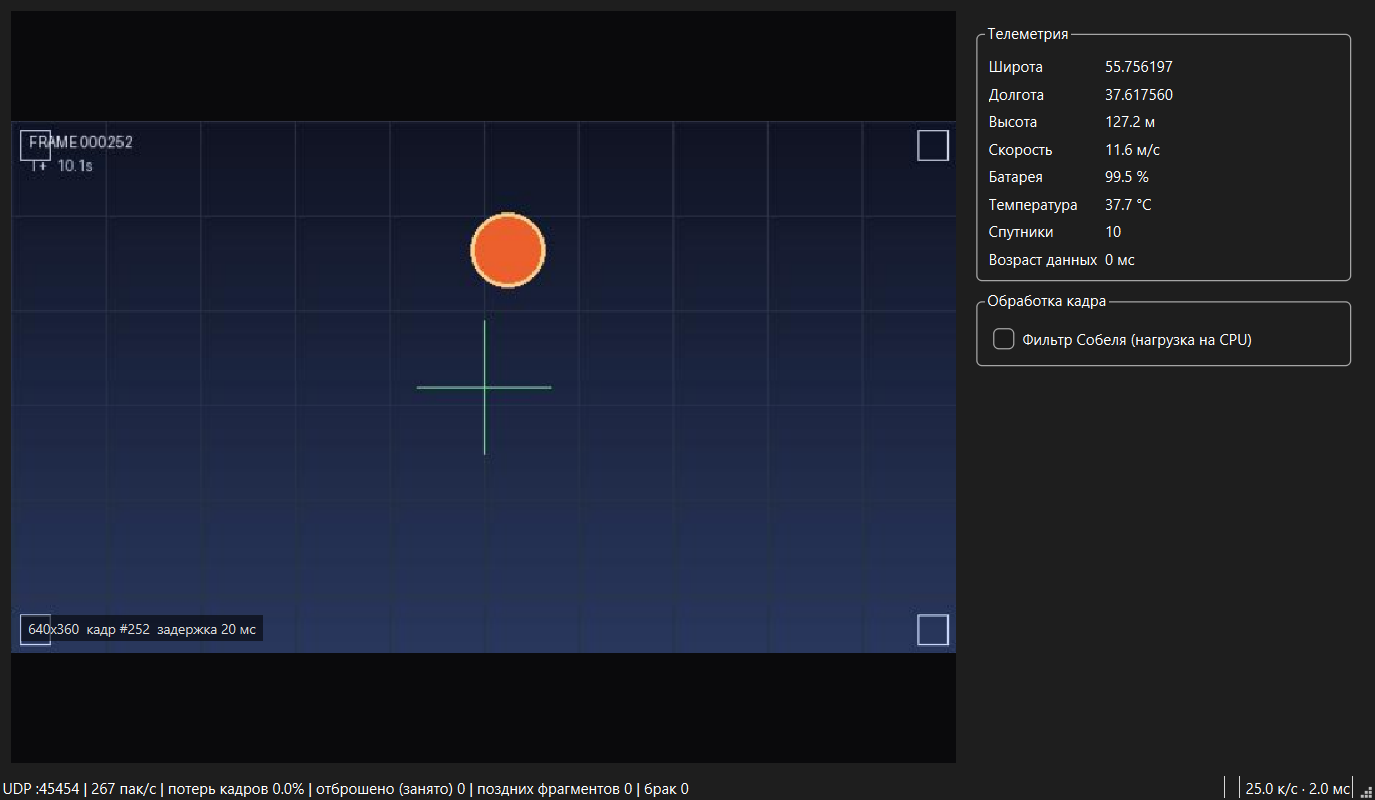 FRAME 000252
T+ 10.1s
640x360 кадр #252 задержка 20 мс
Телеметрия
Широта 55.756197
Долгота 37.617560
Высота 127.2 м
Скорость 11.6 м/с
Батарея 99.5 %
Температура 37.7 °C
Спутники 10
Возраст данных 0 мс
Обработка кадра
Фильтр Собеля (нагрузка на CPU)
UDP :45454 | 267 пак/с | потерь кадров 0.0% | отброшено (занято) 0 | поздних фрагментов 0 | брак 0
25.0 к/с · 2.0 мс